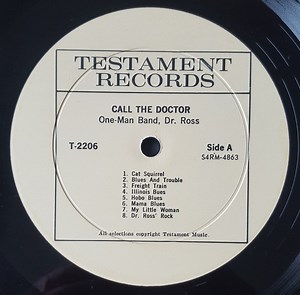 TESTAMENT
RECORDS
CALL THE DOCTOR
One-Man Band, Dr. Ross
T-2206
Side A
S4RM-4863
1. Cat Squirrel
2. Blues And Trouble
3. Freight Train
4. Illinois Bues
5. Hobo Blues
6. Mama Blues
7. My Little Woman
8. Dr. Ross' Rock
All selections copyright Testament Music.